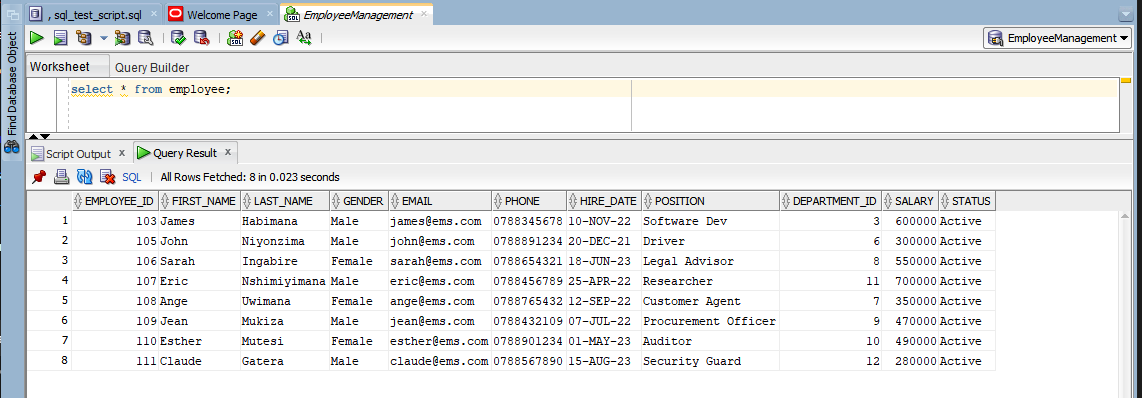 , sql_test_script.sql × Welcome Page × EmployeeManagement ×
Find Database Object
SQL Aa EmployeeManagement
Worksheet Query Builder
select * from employee;
Script Output x Query Result x
SQL All Rows Fetched: 8 in 0.023 seconds
EMPLOYEE_ID FIRST_NAME LAST_NAME GENDER EMAIL PHONE HIRE_DATE POSITION DEPARTMENT_ID SALARY STATUS
1 103 James Habimana Male james@ems.com 0788345678 10-NOV-22 Software Dev 3 600000 Active
2 105 John Niyonzima Male john@ems.com 0788891234 20-DEC-21 Driver 6 300000 Active
3 106 Sarah Ingabire Female sarah@ems.com 0788654321 18-JUN-23 Legal Advisor 8 550000 Active
4 107 Eric Nshimiyimana Male eric@ems.com 0788456789 25-APR-22 Researcher 11 700000 Active
5 108 Ange Uwimana Female ange@ems.com 0788765432 12-SEP-22 Customer Agent 7 350000 Active
6 109 Jean Mukiza Male jean@ems.com 0788432109 07-JUL-22 Procurement Officer 9 470000 Active
7 110 Esther Mutesi Female esther@ems.com 0788901234 01-MAY-23 Auditor 10 490000 Active
8 111 Claude Gatera Male claude@ems.com 0788567890 15-AUG-23 Security Guard 12 280000 Active